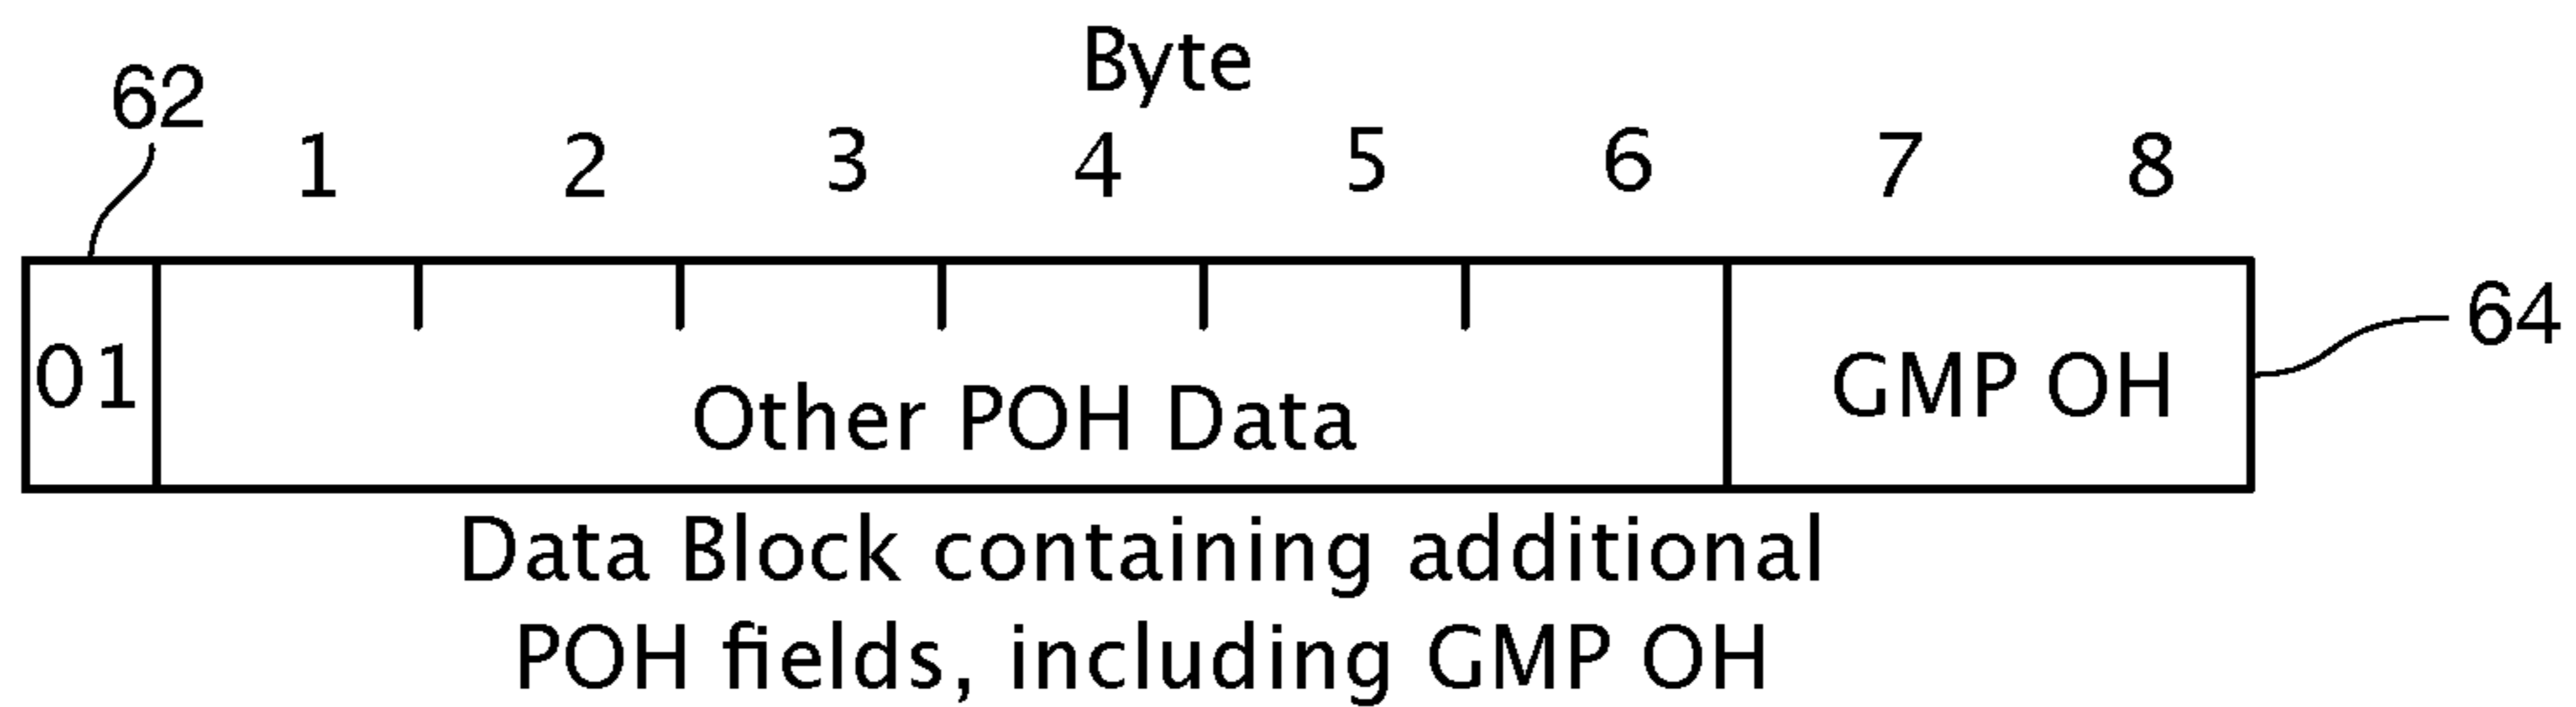 Byte
62
1 2 3 4 5 6 7 8
01 Other POH Data GMP OH 64
Data Block containing additional
POH fields, including GMP OH